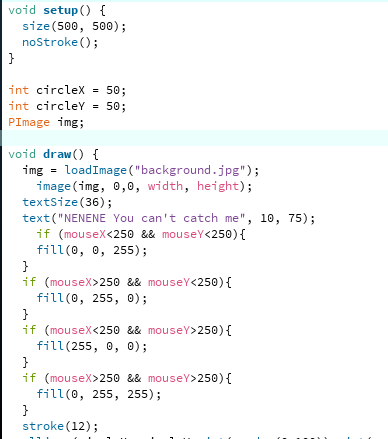 void setup() {
  size(500, 500);
  noStroke();
}

int circleX = 50;
int circleY = 50;
PImage img;

void draw() {
  img = loadImage("background.jpg");
    image(img, 0,0, width, height);
  textSize(36);
  text("NENENE You can't catch me", 10, 75);
    if (mouseX<250 && mouseY<250){
    fill(0, 0, 255);
  }
  if (mouseX>250 && mouseY<250){
    fill(0, 255, 0);
  }
  if (mouseX<250 && mouseY>250){
    fill(255, 0, 0);
  }
  if (mouseX>250 && mouseY>250){
    fill(0, 255, 255);
  }
  stroke(12);